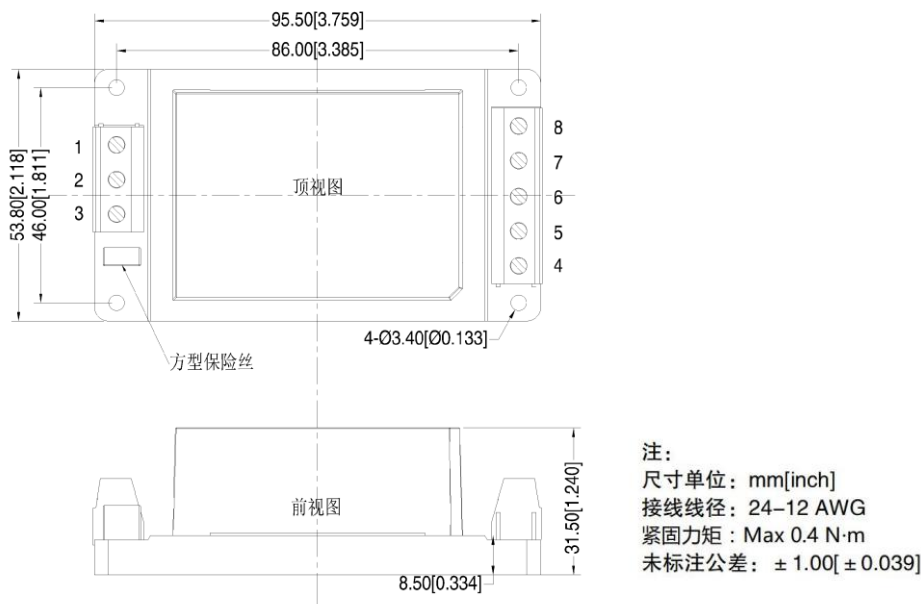 95.50[3.759]
86.00[3.385]
53.80[2.118]
46.00[1.811]
1
2
3
顶视图
8
7
6
5
4
4-Ø3.40[Ø0.133]
方型保险丝
前视图
31.50[1.240]
8.50[0.334]
注:
尺寸单位:mm[inch]
接线线径:24–12 AWG
紧固力矩:Max 0.4 N·m
未标注公差:±1.00[±0.039]